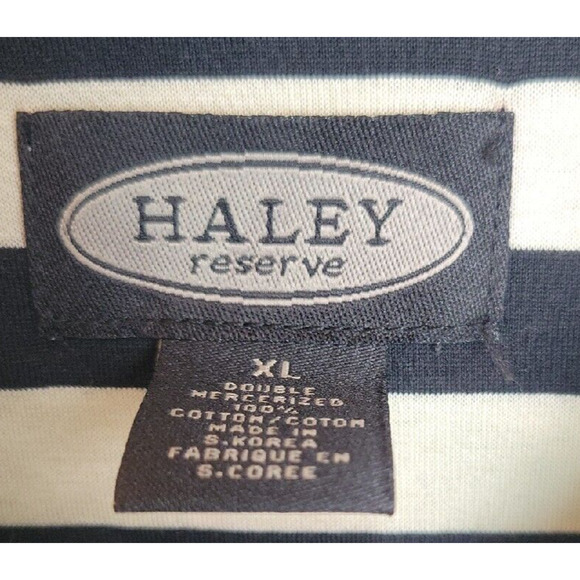 HALEY
reserve
XL
DOUBLE
MERCERIZED
100%
COTTON/COTON
MADE IN
S.KOREA
FABRIQUE EN
S.COREE